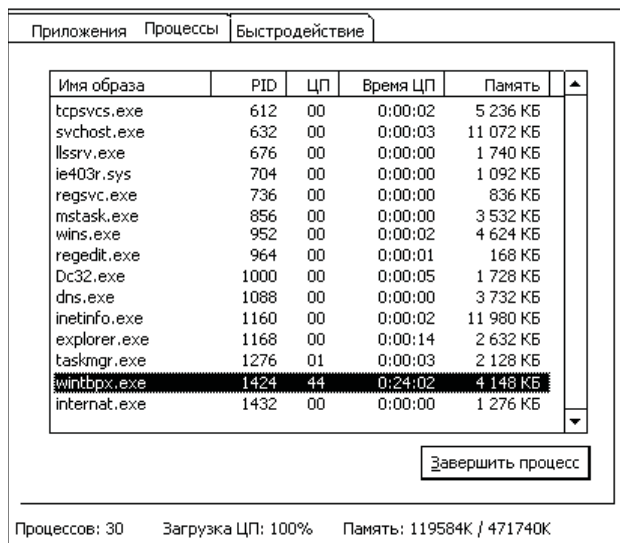 Приложения Процессы Быстродействие
Имя образа PID ЦП Время ЦП Память
tcpsvcs.exe 612 00 0:00:02 5 236 КБ
svchost.exe 632 00 0:00:03 11 072 КБ
llssrv.exe 676 00 0:00:00 1 740 КБ
ie403r.sys 704 00 0:00:00 1 092 КБ
regsvc.exe 736 00 0:00:00 836 КБ
mstask.exe 856 00 0:00:00 3 532 КБ
wins.exe 952 00 0:00:02 4 624 КБ
regedit.exe 964 00 0:00:01 168 КБ
Dc32.exe 1000 00 0:00:05 1 728 КБ
dns.exe 1088 00 0:00:00 3 732 КБ
inetinfo.exe 1160 00 0:00:02 11 980 КБ
explorer.exe 1168 00 0:00:14 2 632 КБ
taskmgr.exe 1276 01 0:00:03 2 128 КБ
wintbpx.exe 1424 44 0:24:02 4 148 КБ
internat.exe 1432 00 0:00:00 1 276 КБ
Завершить процесс
Процессов: 30 Загрузка ЦП: 100% Память: 119584K / 471740K